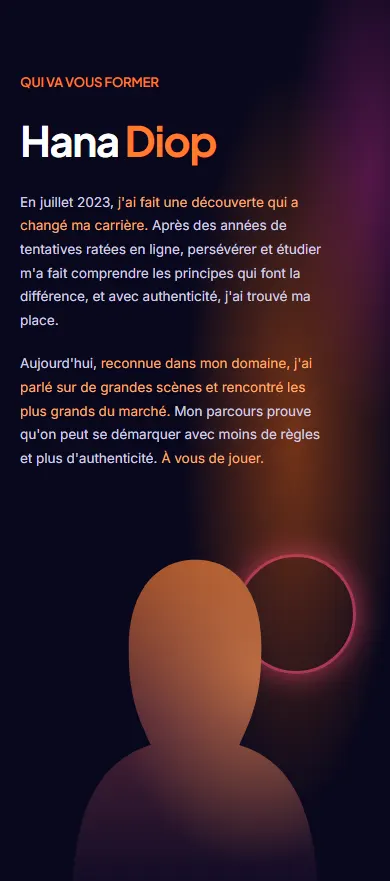 QUI VA VOUS FORMER
Hana Diop
En juillet 2023, j'ai fait une découverte qui a
changé ma carrière. Après des années de
tentatives ratées en ligne, persévérer et étudier
m'a fait comprendre les principes qui font la
différence, et avec authenticité, j'ai trouvé ma
place.
Aujourd'hui, reconnue dans mon domaine, j'ai
parlé sur de grandes scènes et rencontré les
plus grands du marché. Mon parcours prouve
qu'on peut se démarquer avec moins de règles
et plus d'authenticité. À vous de jouer.